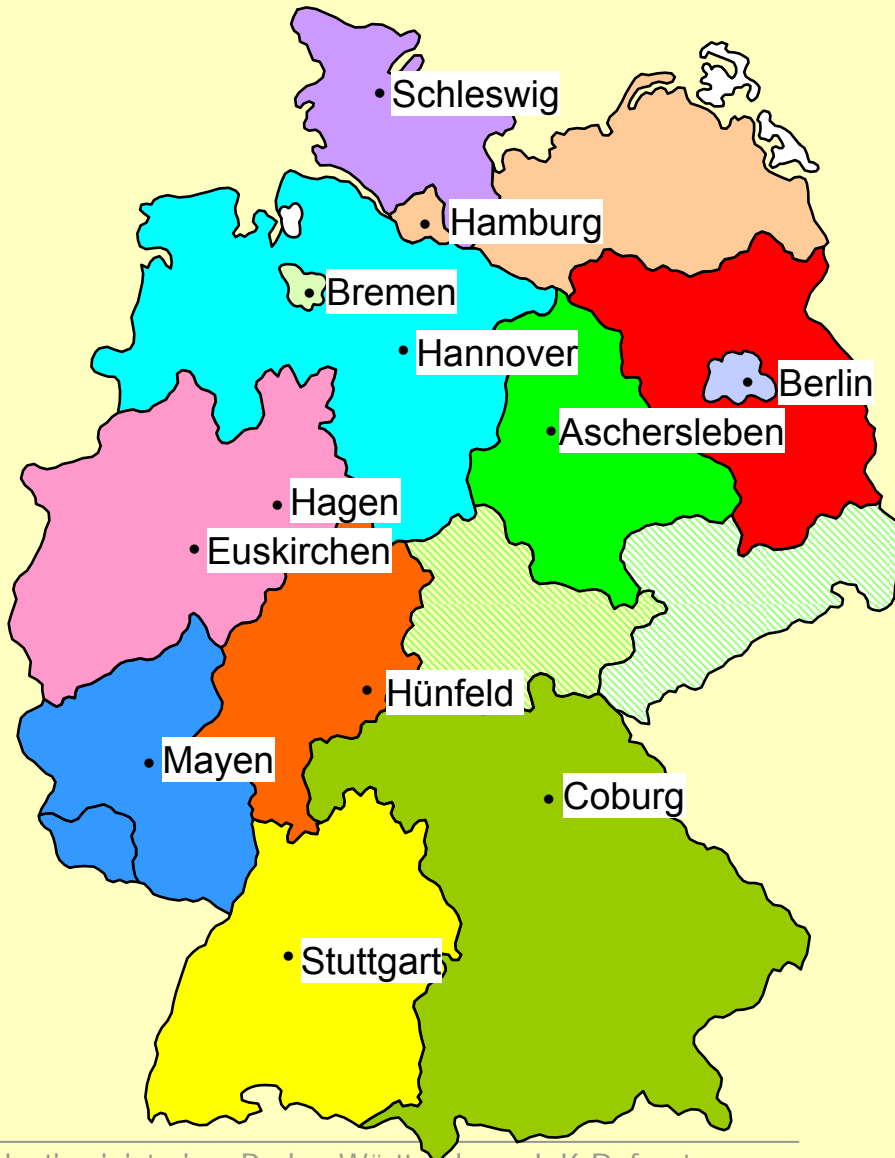 Schleswig
Hamburg
Bremen
Hannover
Berlin
Aschersleben
Hagen
Euskirchen
Hünfeld
Mayen
Coburg
Stuttgart